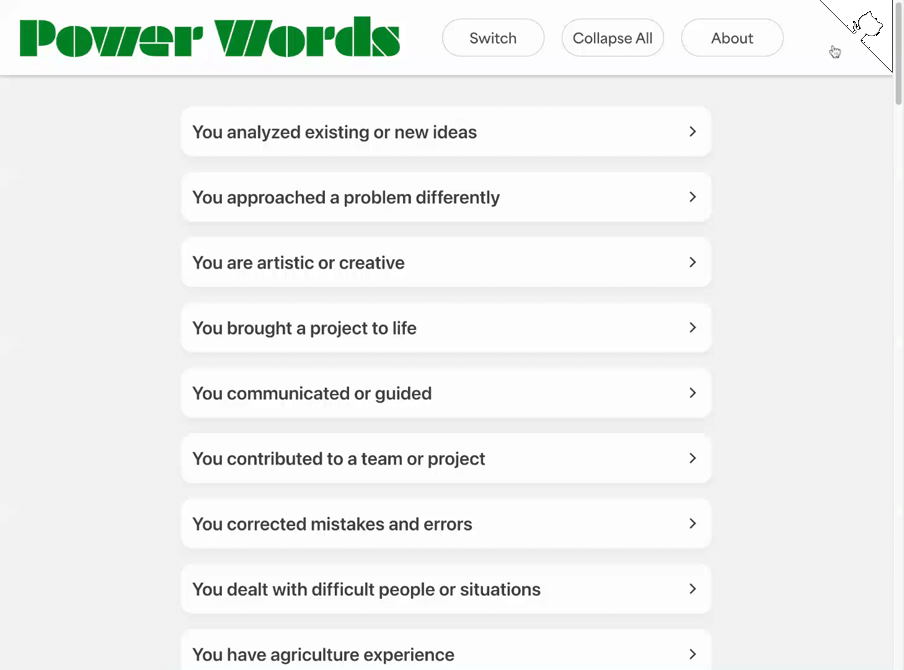 Power Words
Switch
Collapse All
About
You analyzed existing or new ideas
You approached a problem differently
You are artistic or creative
You brought a project to life
You communicated or guided
You contributed to a team or project
You corrected mistakes and errors
You dealt with difficult people or situations
You have agriculture experience